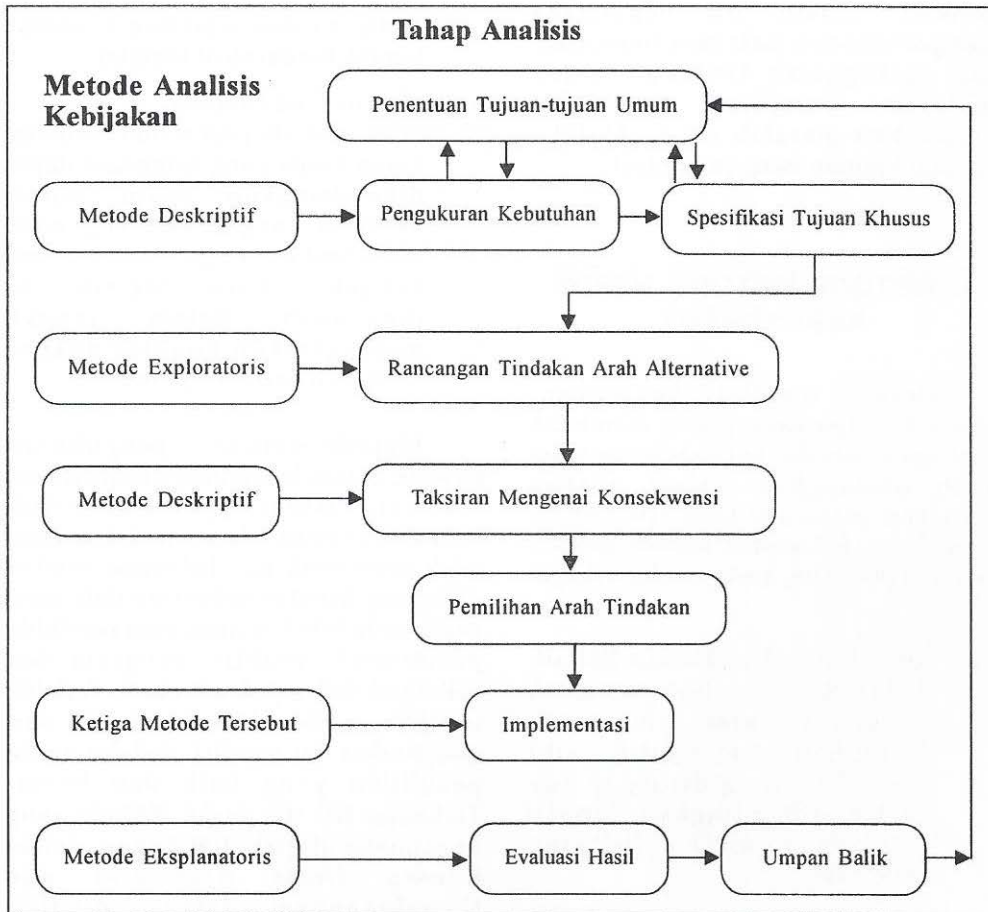 Tahap Analisis
Metode Analisis
Kebijakan
Penentuan Tujuan-tujuan Umum
Metode Deskriptif
Pengukuran Kebutuhan
Spesifikasi Tujuan Khusus
Metode Exploratoris
Rancangan Tindakan Arah Alternative
Metode Deskriptif
Taksiran Mengenai Konsekwensi
Pemilihan Arah Tindakan
Ketiga Metode Tersebut
Implementasi
Metode Eksplanatoris
Evaluasi Hasil
Umpan Balik